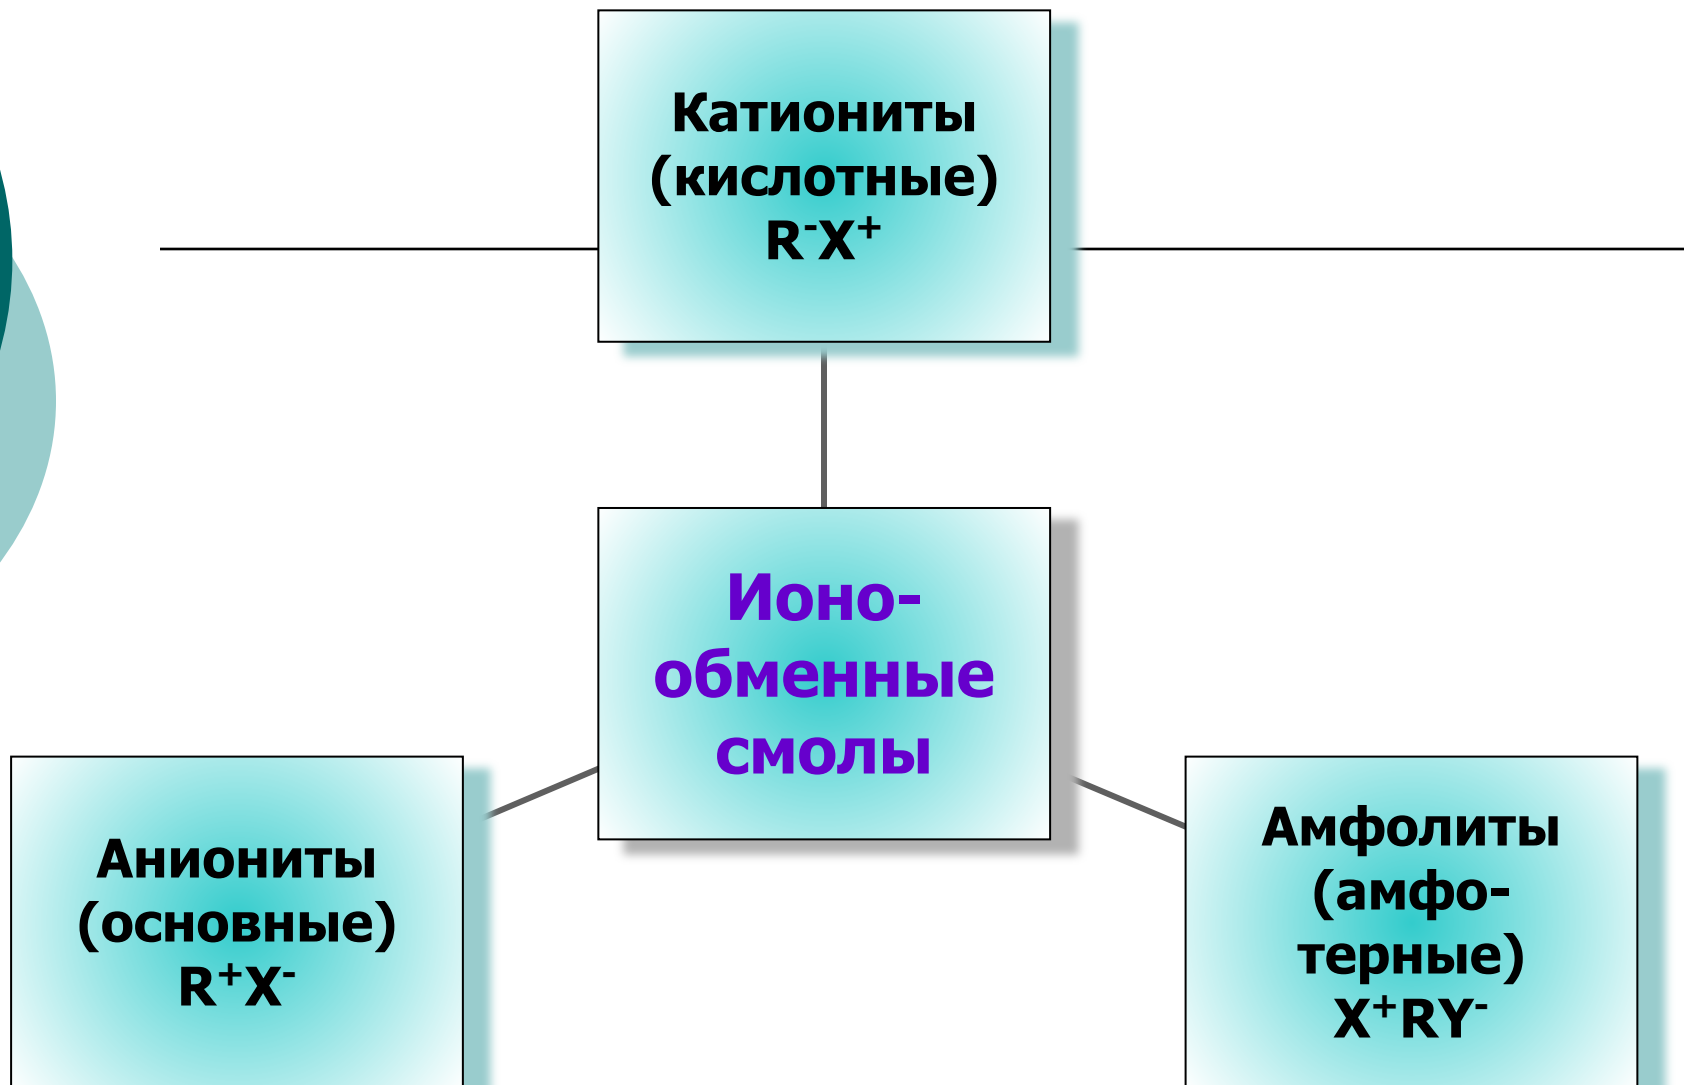 Катиониты
(кислотные)
R⁻X⁺
Ионо-
обменные
смолы
Аниониты
(основные)
R⁺X⁻
Амфолиты
(амфо-
терные)
X⁺RY⁻